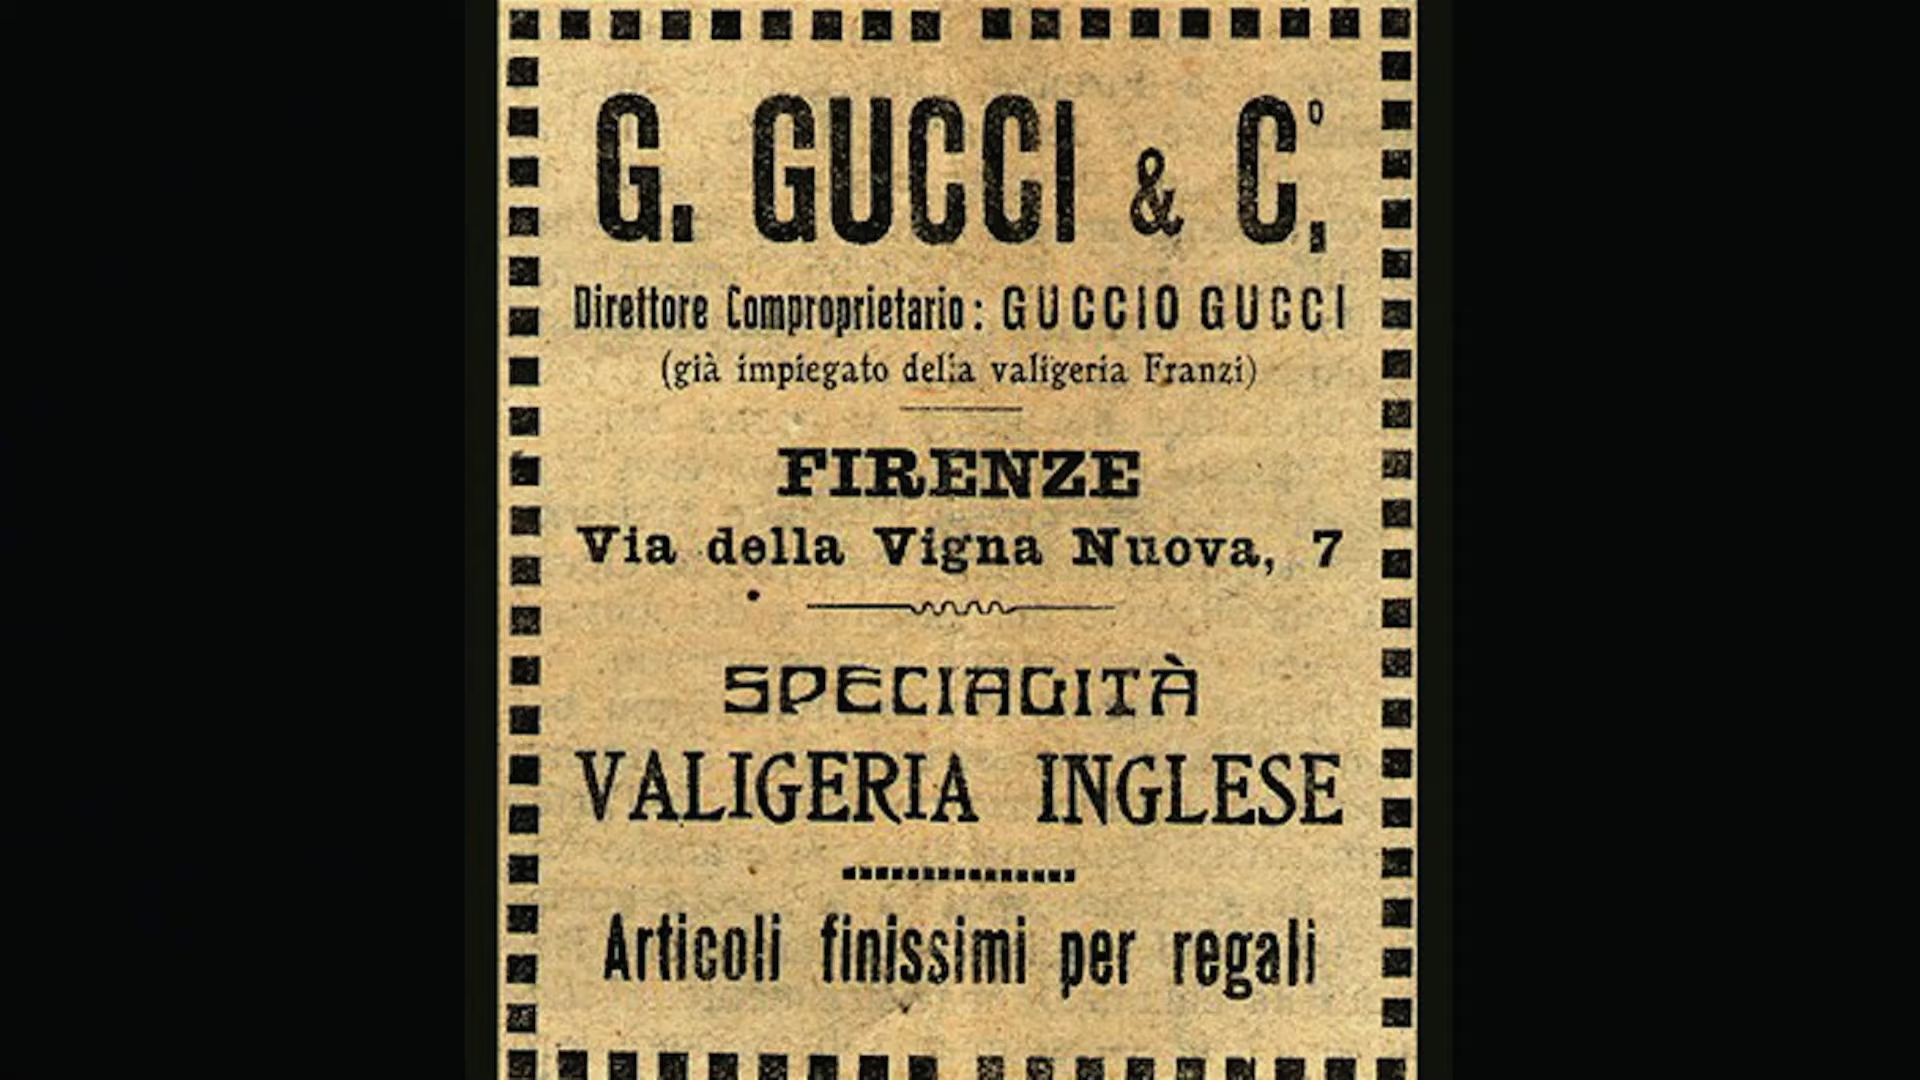 G. GUCCI & C.º
Direttore Comproprietario: GUCCIO GUCCI
(già impiegato della valigeria Franzi)
FIRENZE
Via della Vigna Nuova, 7
SPECIALITÀ
VALIGERIA INGLESE
Articoli finissimi per regali